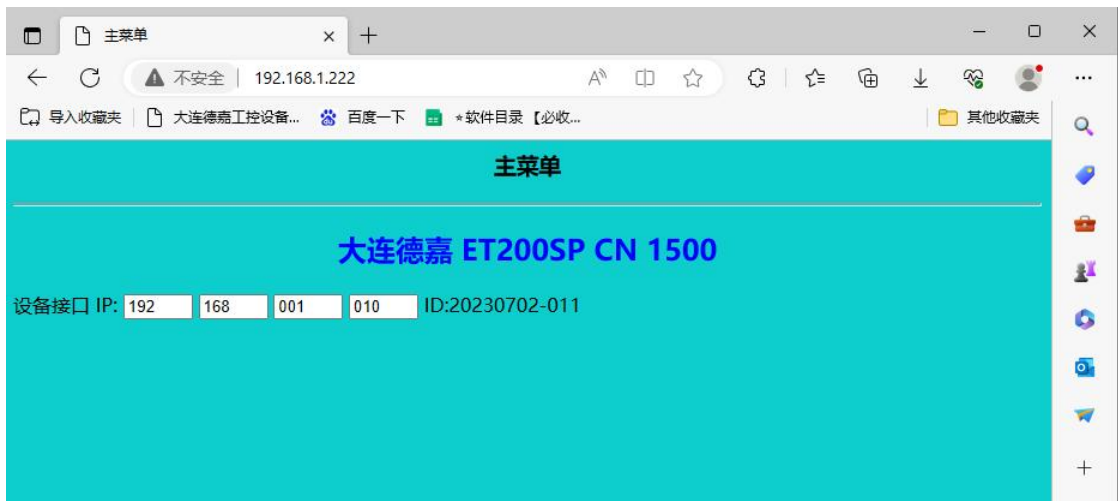 主菜单
不安全 192.168.1.222
导入收藏夹 大连德嘉工控设备... 百度一下 *软件目录【必收... 其他收藏夹
主菜单
大连德嘉 ET200SP CN 1500
设备接口 IP: 192 168 001 010 ID:20230702-011